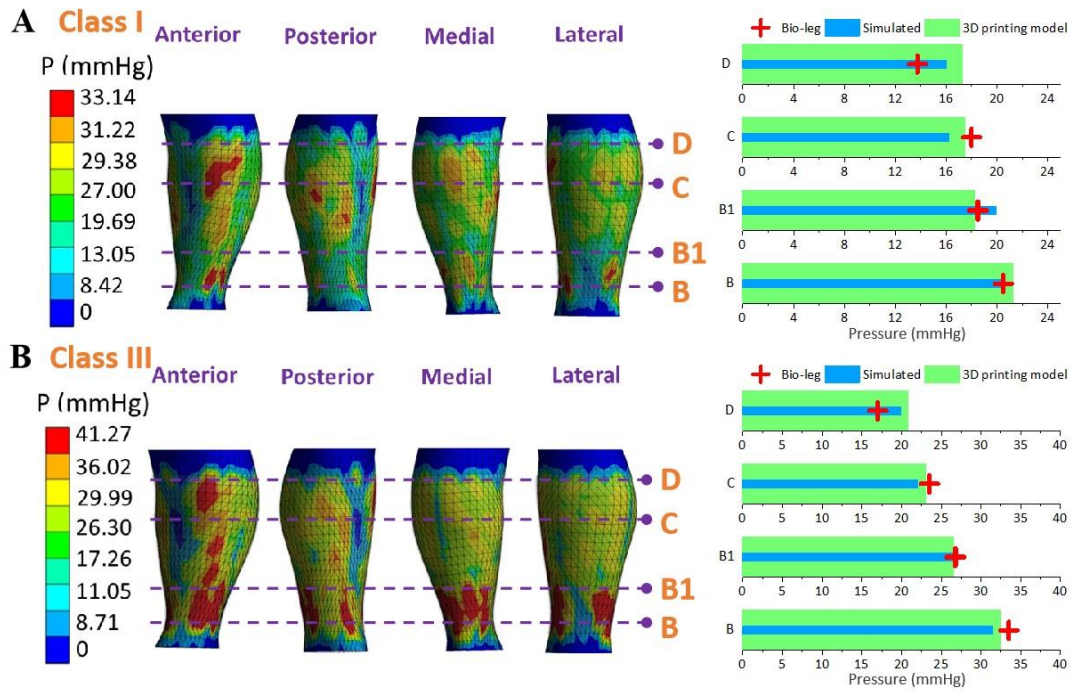 A Class I
Anterior Posterior Medial Lateral
P (mmHg)
33.14
31.22
29.38
27.00
19.69
13.05
8.42
0
D
C
B1
B
Bio-leg Simulated 3D printing model
D
0 4 8 12 16 20 24
C
0 4 8 12 16 20 24
B1
0 4 8 12 16 20 24
B
0 4 8 12 16 20 24
Pressure (mmHg)
B Class III
Anterior Posterior Medial Lateral
P (mmHg)
41.27
36.02
29.99
26.30
17.26
11.05
8.71
0
D
C
B1
B
Bio-leg Simulated 3D printing model
D
0 5 10 15 20 25 30 35 40
C
0 5 10 15 20 25 30 35 40
B1
0 5 10 15 20 25 30 35 40
B
0 5 10 15 20 25 30 35 40
Pressure (mmHg)